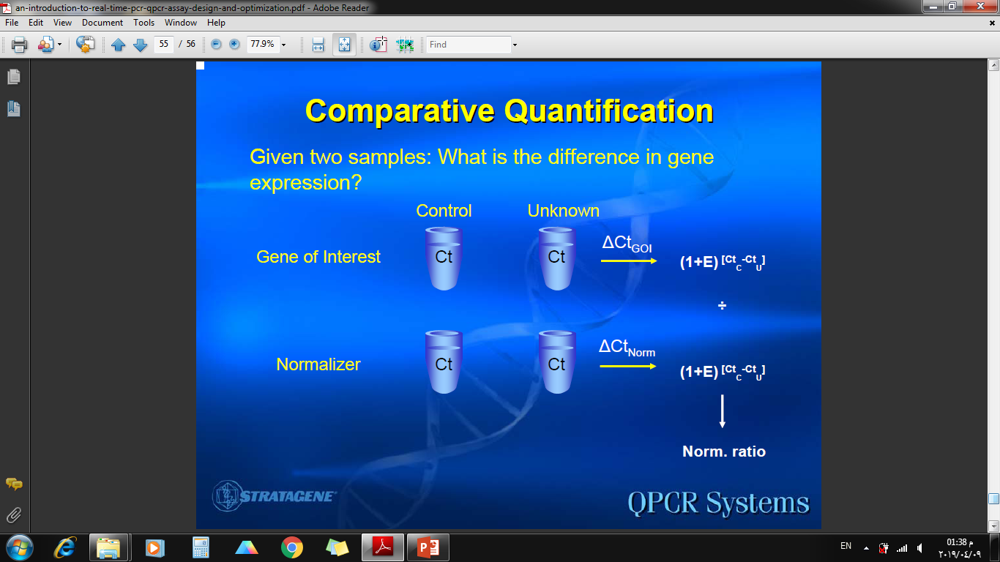 an-introduction-to-real-time-pcr-qpcr-assay-design-and-optimization.pdf - Adobe Reader
File Edit View Document Tools Window Help
55 / 56 77.9% Find
Comparative Quantification
Given two samples: What is the difference in gene
expression?
Control Unknown
Gene of Interest Ct Ct ΔCtGOI (1+E) [CtC-CtU]
÷
Normalizer Ct Ct ΔCtNorm (1+E) [CtC-CtU]
Norm. ratio
STRATAGENE® QPCR Systems
EN 01:38 م
٢٠١٩/٠٤/٠٩